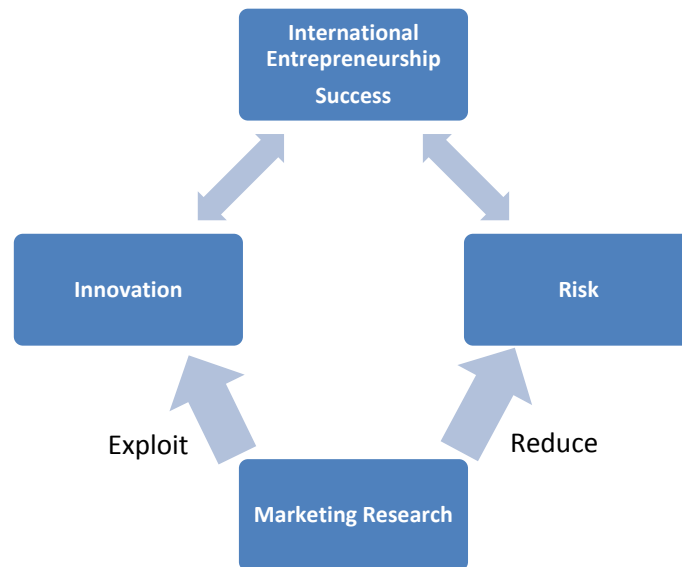 International
Entrepreneurship
Success
Innovation
Risk
Exploit
Reduce
Marketing Research